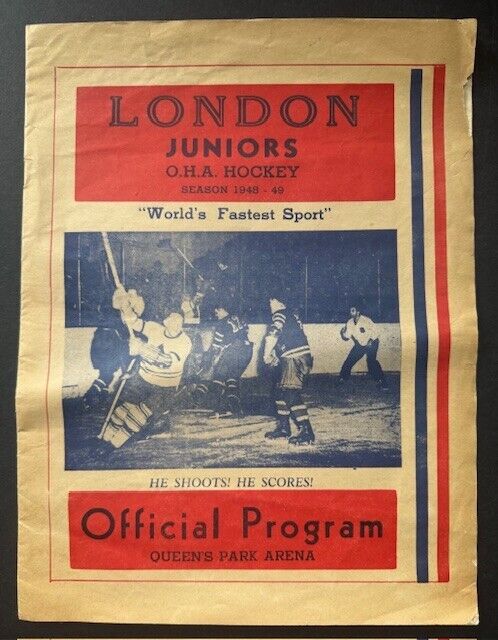 LONDON
JUNIORS
O.H.A. HOCKEY
SEASON 1948 - 49
"World's Fastest Sport"
HE SHOOTS! HE SCORES!
Official Program
QUEEN'S PARK ARENA